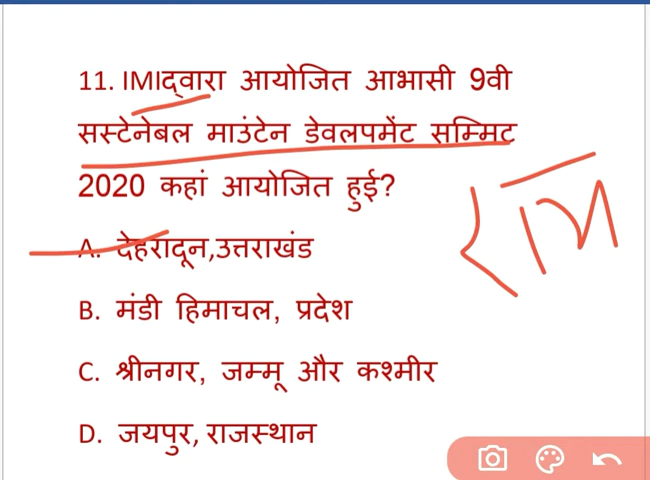 11. IMIद्वारा आयोजित आभासी 9वी
सस्टेनेबल माउंटेन डेवलपमेंट सम्मिट
2020 कहां आयोजित हुई?
राम
A. देहरादून,उत्तराखंड
B. मंडी हिमाचल, प्रदेश
C. श्रीनगर, जम्मू और कश्मीर
D. जयपुर, राजस्थान